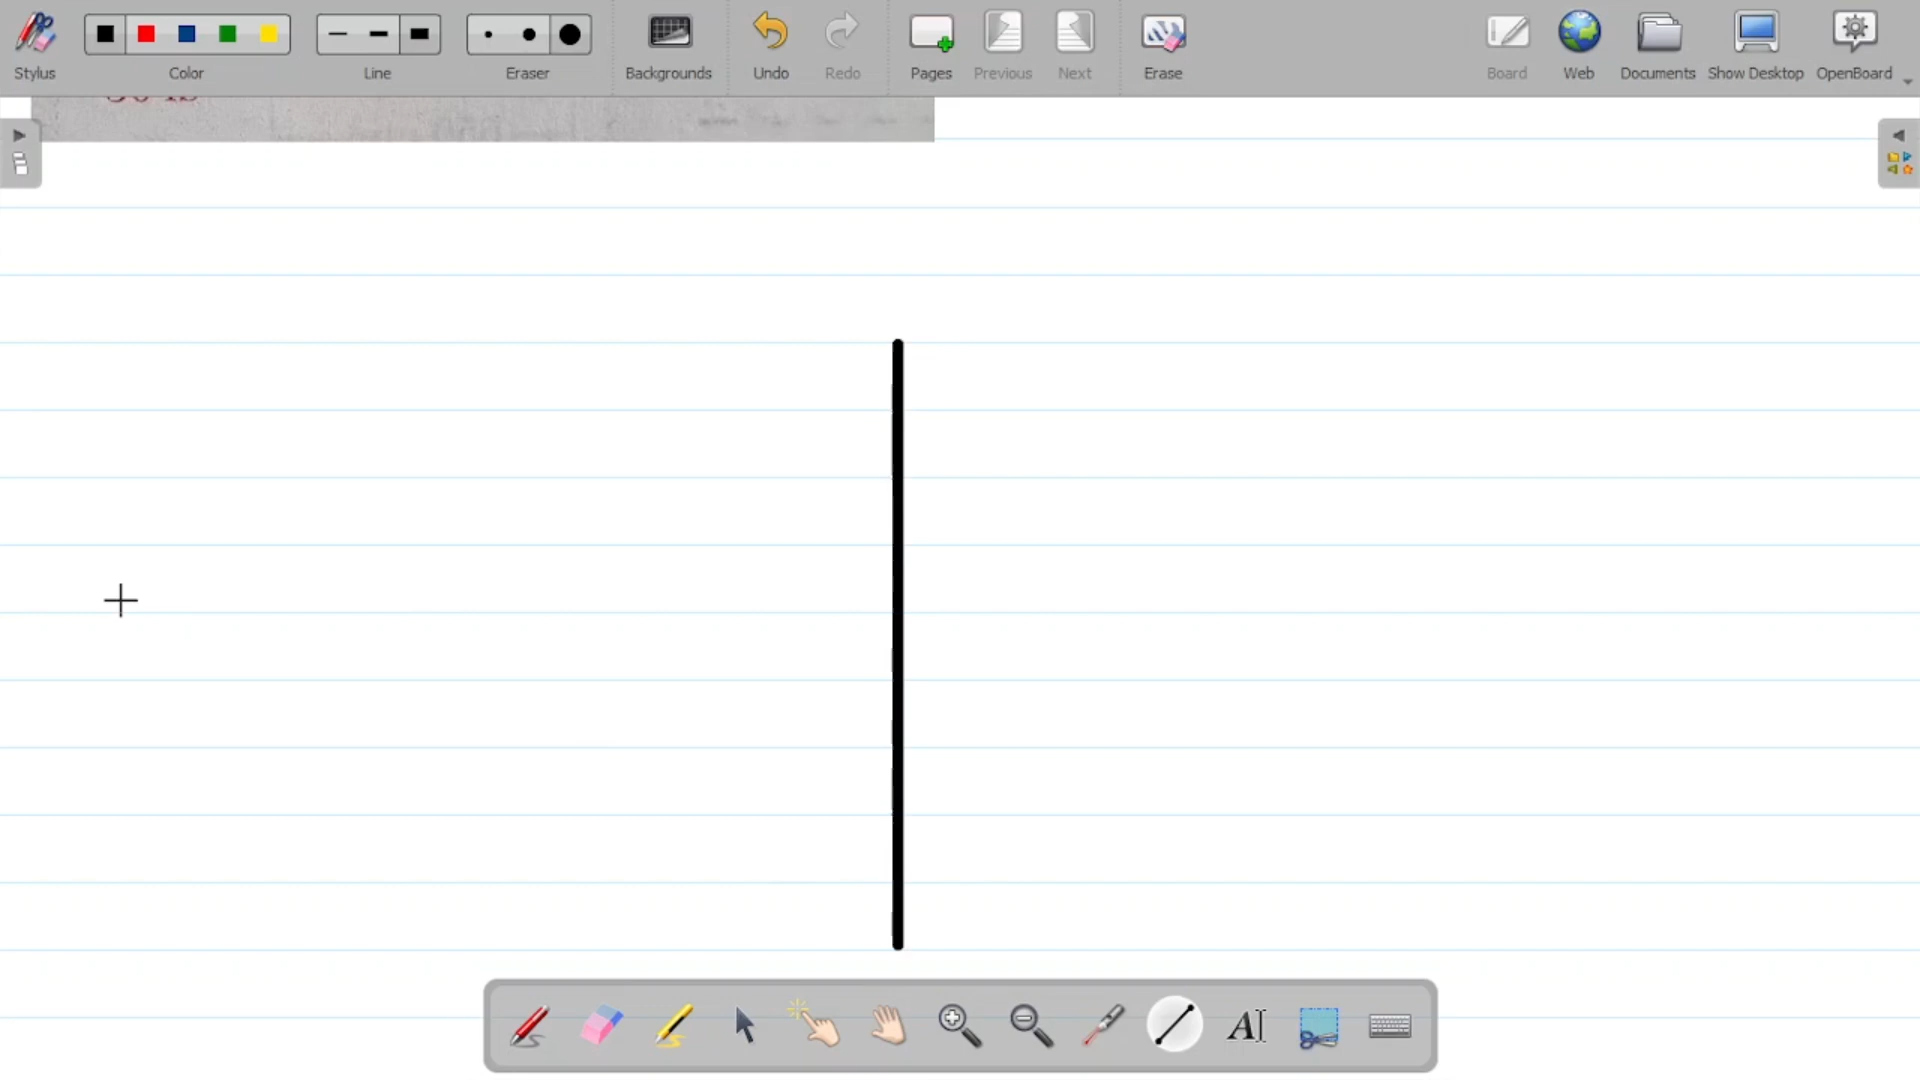 Stylus
Color
Line
Eraser
Backgrounds
Undo
Redo
Pages
Previous
Next
Erase
Board
Web
Documents
Show Desktop
OpenBoard